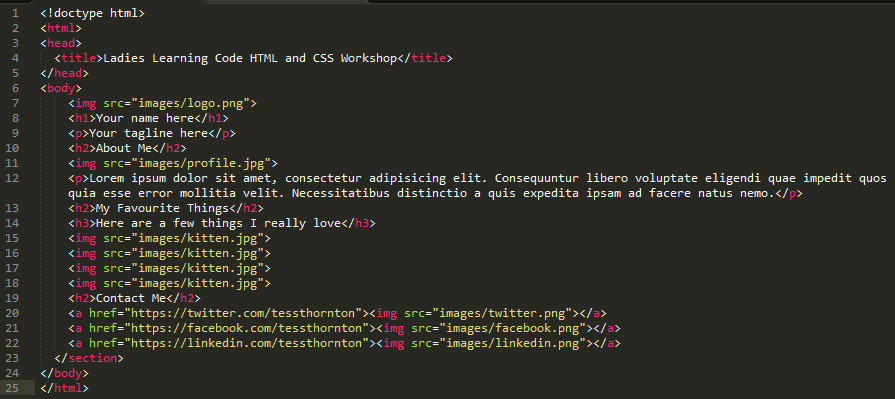 1 <!doctype html>
2 <html>
3 <head>
4 <title>Ladies Learning Code HTML and CSS Workshop</title>
5 </head>
6 <body>
7 <img src="images/logo.png">
8 <h1>Your name here</h1>
9 <p>Your tagline here</p>
10 <h2>About Me</h2>
11 <img src="images/profile.jpg">
12 <p>Lorem ipsum dolor sit amet, consectetur adipisicing elit. Consequuntur libero voluptate eligendi quae impedit quos
quia esse error mollitia velit. Necessitatibus distinctio a quis expedita ipsam ad facere natus nemo.</p>
13 <h2>My Favourite Things</h2>
14 <h3>Here are a few things I really love</h3>
15 <img src="images/kitten.jpg">
16 <img src="images/kitten.jpg">
17 <img src="images/kitten.jpg">
18 <img src="images/kitten.jpg">
19 <h2>Contact Me</h2>
20 <a href="https://twitter.com/tessthornton"><img src="images/twitter.png"></a>
21 <a href="https://facebook.com/tessthornton"><img src="images/facebook.png"></a>
22 <a href="https://linkedin.com/tessthornton"><img src="images/linkedin.png"></a>
23 </section>
24 </body>
25 </html>